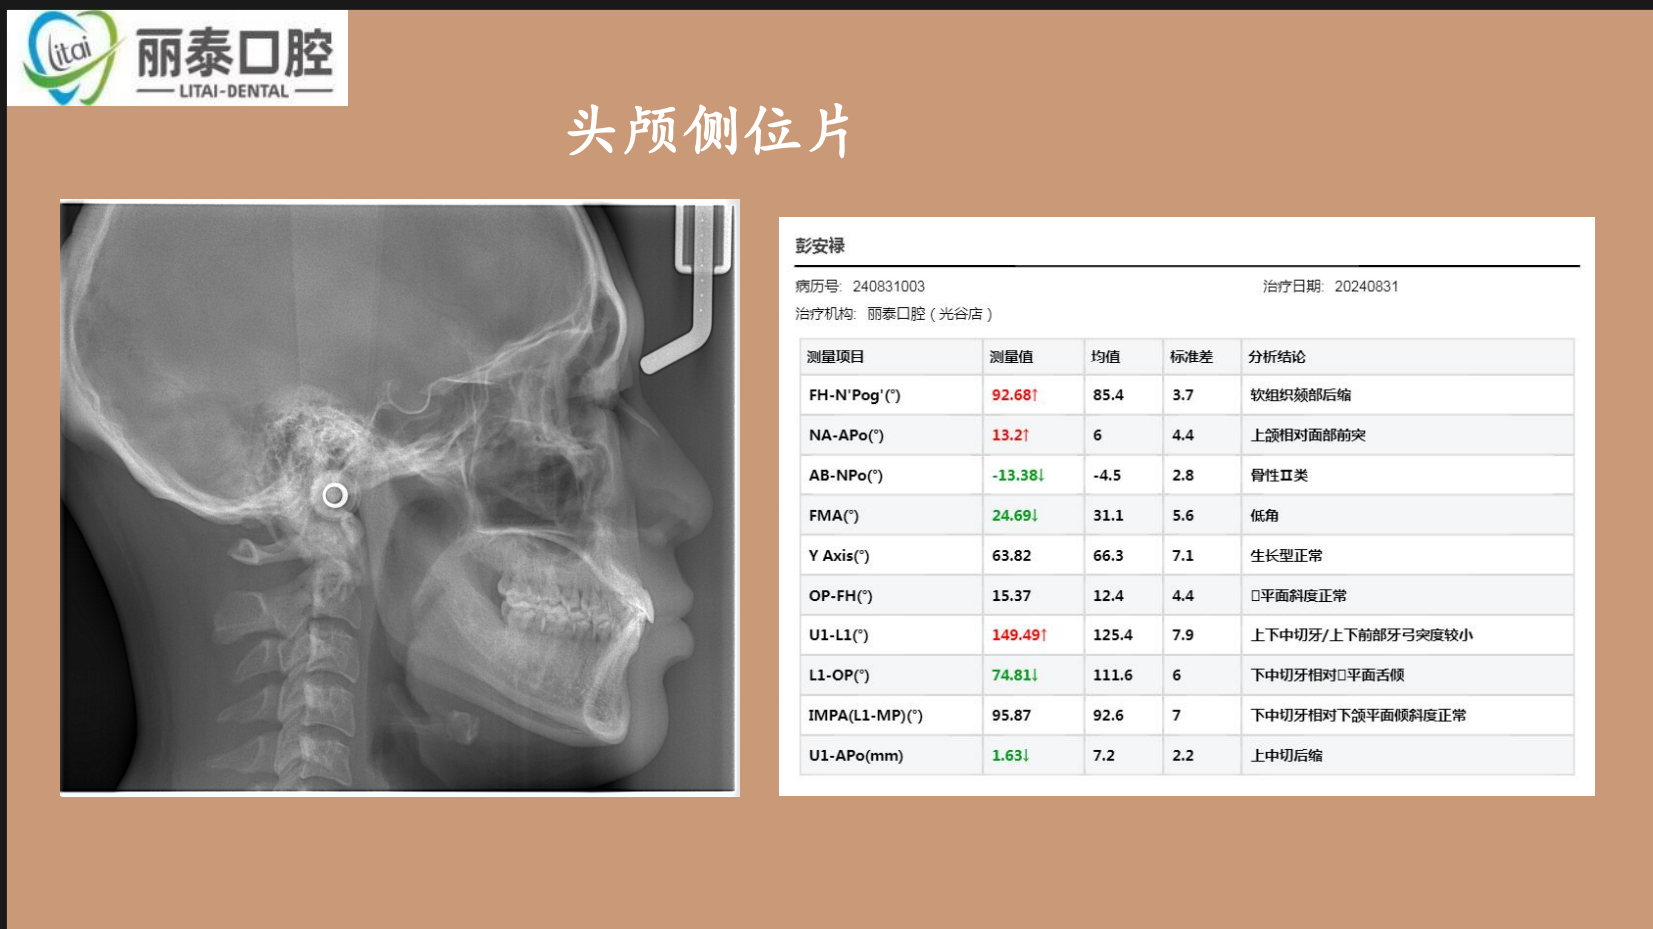 Litai
丽泰口腔
LITAI-DENTAL
头颅侧位片
彭安禄
病历号: 240831003 治疗日期: 20240831
治疗机构: 丽泰口腔（光谷店）
测量项目 测量值 均值 标准差 分析结论
FH-N'Pog'(°) 92.68↑ 85.4 3.7 软组织颏部后缩
NA-APo(°) 13.2↑ 6 4.4 上颌相对面部前突
AB-NPo(°) -13.38↓ -4.5 2.8 骨性II类
FMA(°) 24.69↓ 31.1 5.6 低角
Y Axis(°) 63.82 66.3 7.1 生长型正常
OP-FH(°) 15.37 12.4 4.4 □平面斜度正常
U1-L1(°) 149.49↑ 125.4 7.9 上下中切牙/上下前部牙弓突度较小
L1-OP(°) 74.81↓ 111.6 6 下中切牙相对□平面舌倾
IMPA(L1-MP)(°) 95.87 92.6 7 下中切牙相对下颌平面倾斜度正常
U1-APo(mm) 1.63↓ 7.2 2.2 上中切后缩